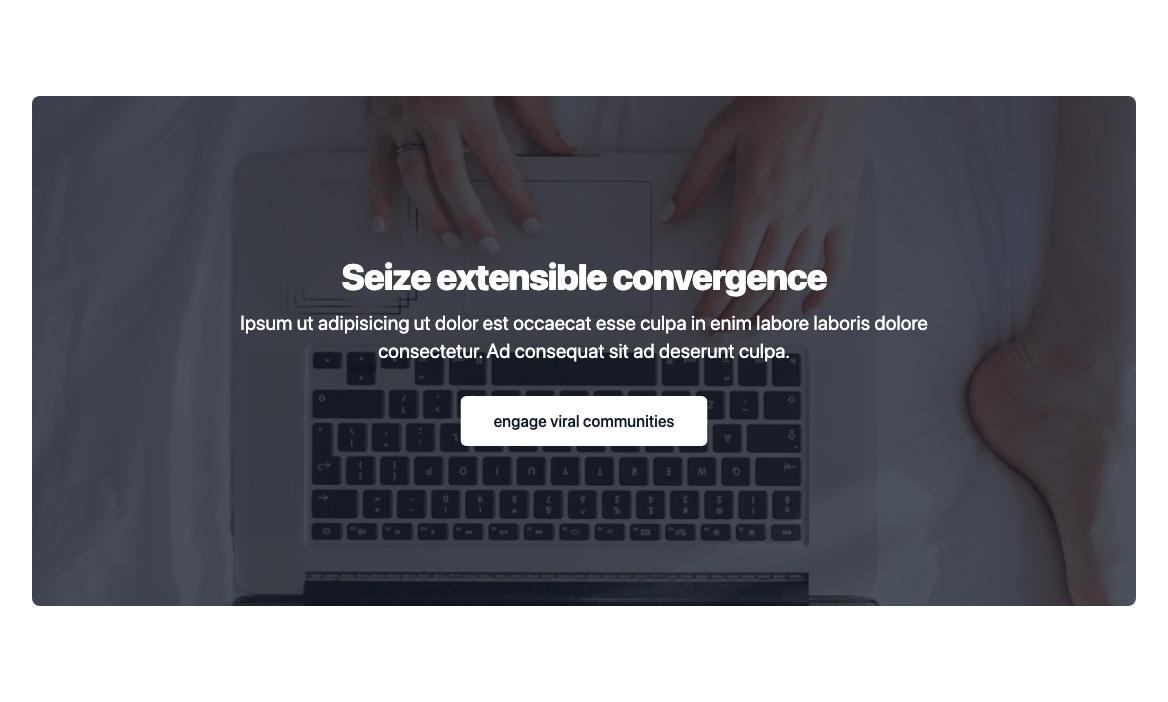 Seize extensible convergence
Ipsum ut adipisicing ut dolor est occaecat esse culpa in enim labore laboris dolore
consectetur. Ad consequat sit ad deserunt culpa.
engage viral communities